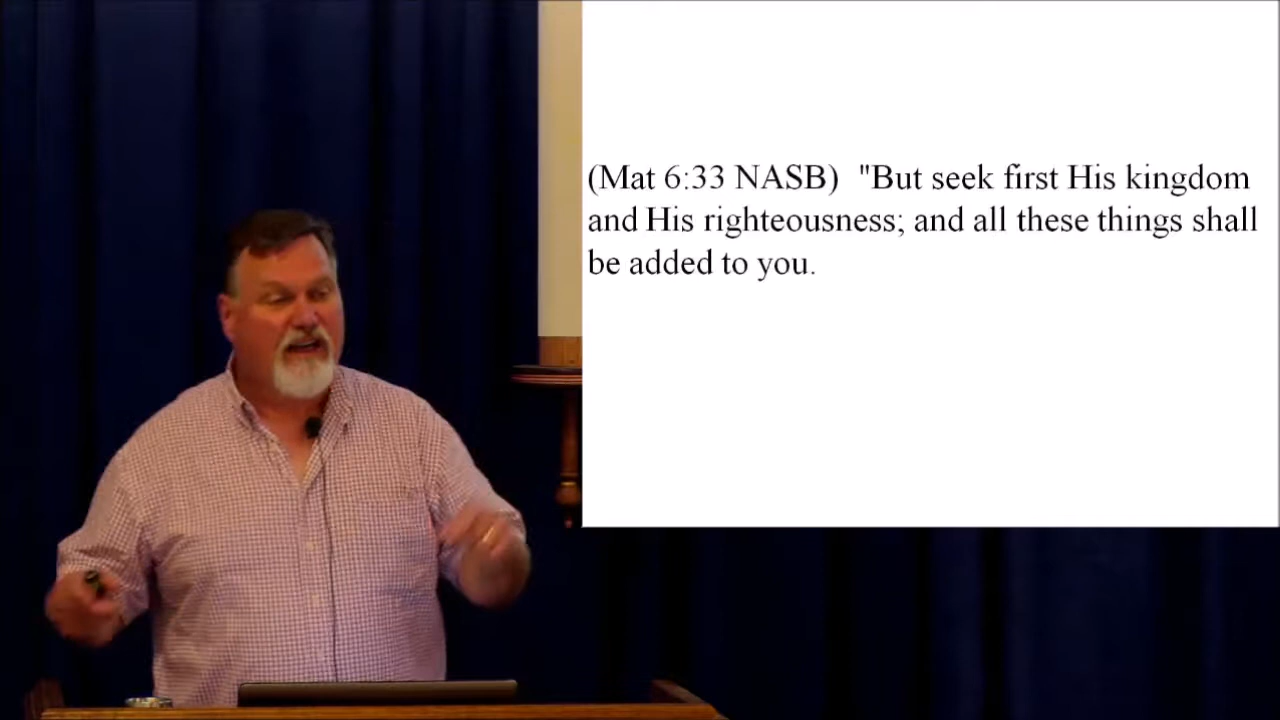 (Mat 6:33 NASB)  "But seek first His kingdom
and His righteousness; and all these things shall
be added to you.